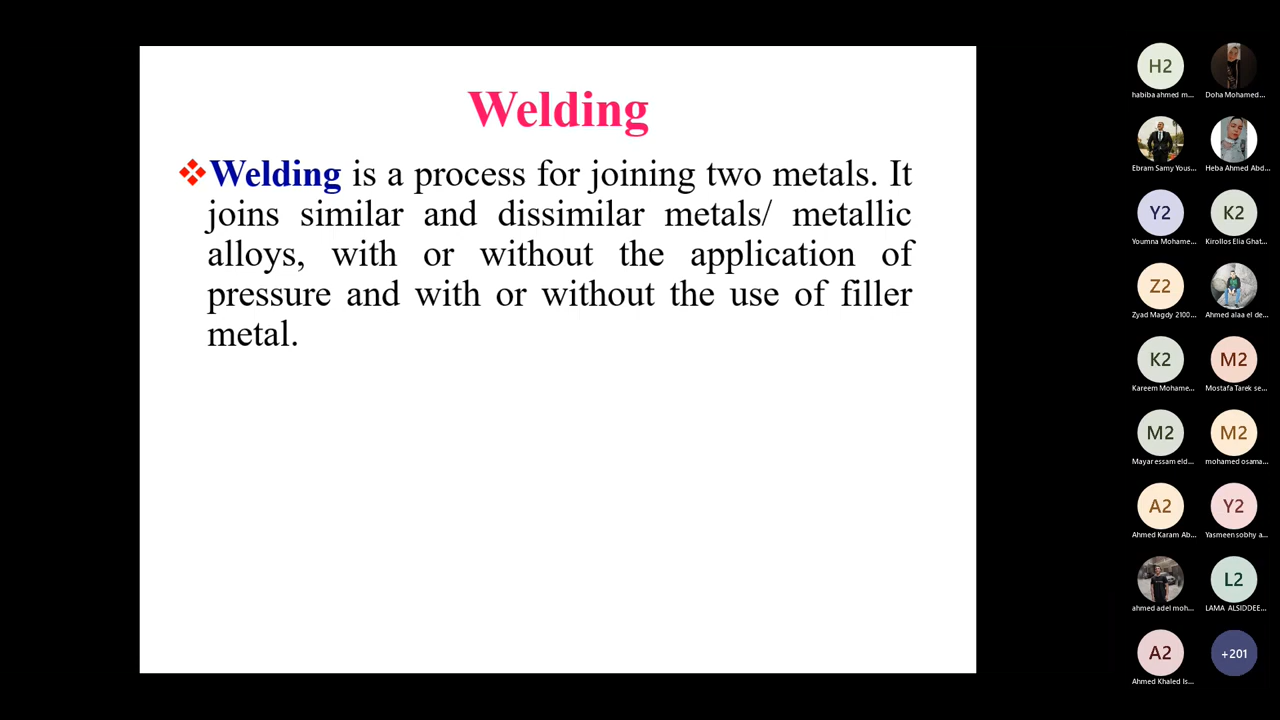 Welding
Welding is a process for joining two metals. It
joins similar and dissimilar metals/ metallic
alloys, with or without the application of
pressure and with or without the use of filler
metal.
H2
habiba ahmed m...
Doha Mohamed...
Ebram Samy Yous...
Heba Ahmed Abd...
Y2
Youmna Mohame...
K2
Kirollos Elia Ghat...
Z2
Zyad Magdy 2100...
Ahmed alaa el de...
K2
Kareem Mohame...
M2
Mostafa Tarek se...
M2
Mayar essam eld...
M2
mohamed osama...
A2
Ahmed Karam Ab...
Y2
Yasmeen sobhy a...
ahmed adel moh...
L2
LAMA ALSIDDEE...
A2
Ahmed Khaled Is...
+201